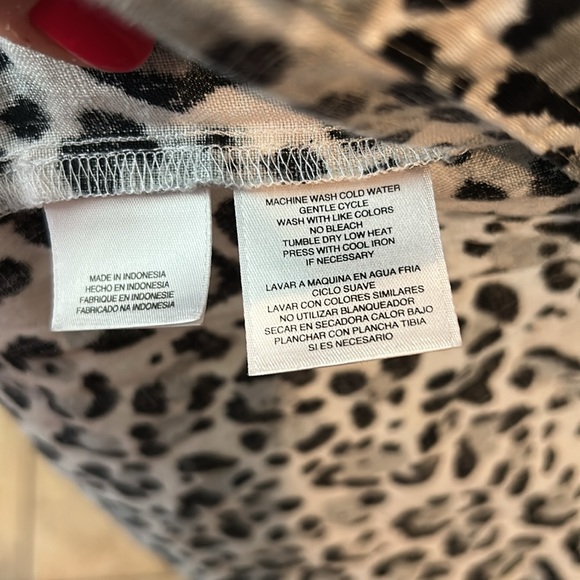 MADE IN INDONESIA
HECHO EN INDONESIA
FABRIQUE EN INDONESIE
FABRICADO NA INDONESIA
MACHINE WASH COLD WATER
GENTLE CYCLE
WASH WITH LIKE COLORS
NO BLEACH
TUMBLE DRY LOW HEAT
PRESS WITH COOL IRON
IF NECESSARY
LAVAR A MAQUINA EN AGUA FRIA
CICLO SUAVE
LAVAR CON COLORES SIMILARES
NO UTILIZAR BLANQUEADOR
SECAR EN SECADORA CALOR BAJO
PLANCHAR CON PLANCHA TIBIA
SI ES NECESARIO